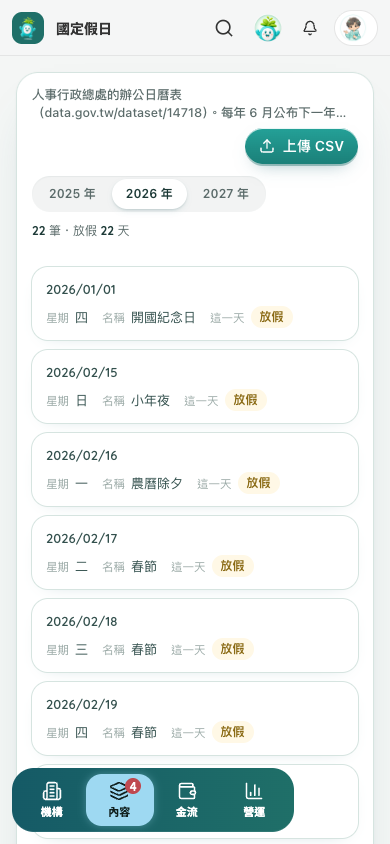 國定假日
人事行政總處的辦公日曆表
（data.gov.tw/dataset/14718）。每年 6 月公布下一年...
上傳 CSV
2025 年 2026 年 2027 年
22 筆 · 放假 22 天
2026/01/01
星期 四 名稱 開國紀念日 這一天 放假
2026/02/15
星期 日 名稱 小年夜 這一天 放假
2026/02/16
星期 一 名稱 農曆除夕 這一天 放假
2026/02/17
星期 二 名稱 春節 這一天 放假
2026/02/18
星期 三 名稱 春節 這一天 放假
2026/02/19
星期 四 名稱 春節 這一天 放假
4
機構 內容 金流 營運